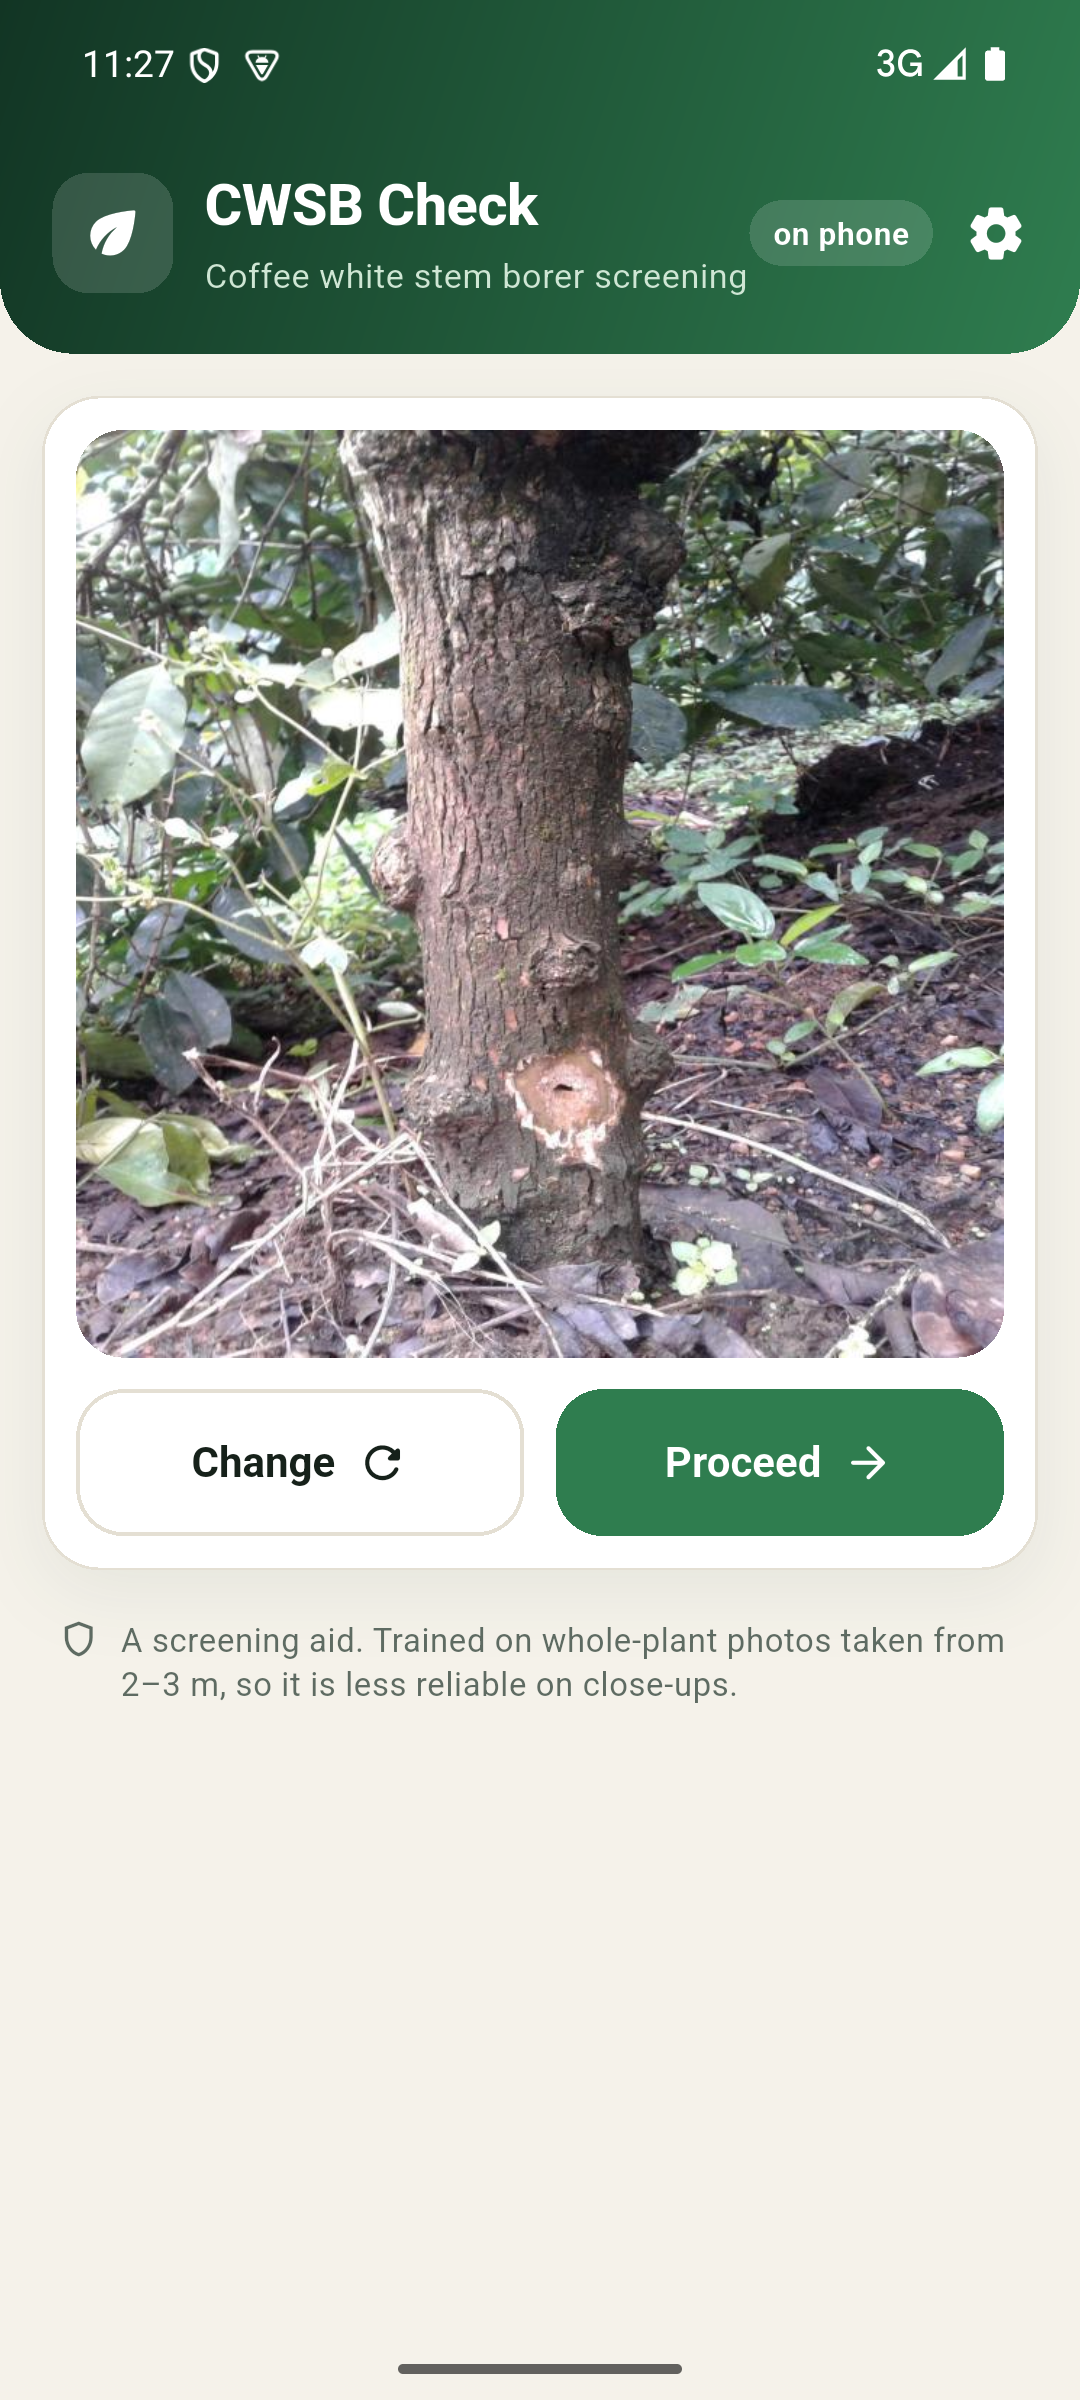 11:27
3G
CWSB Check
Coffee white stem borer screening
on phone
Change
Proceed
A screening aid. Trained on whole-plant photos taken from
2–3 m, so it is less reliable on close-ups.